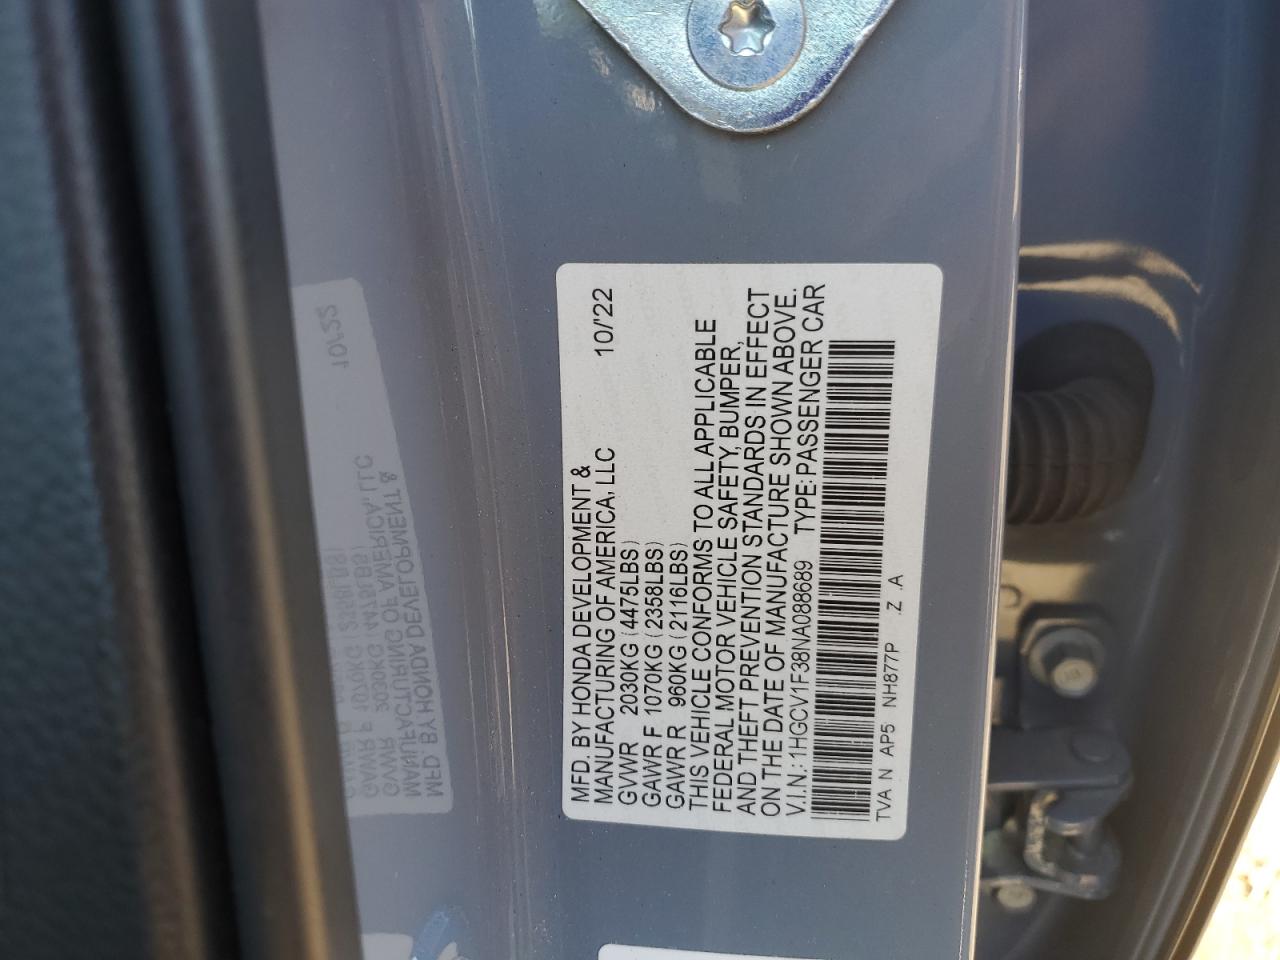 MFD. BY HONDA DEVELOPMENT &
MANUFACTURING OF AMERICA, LLC 10/'22
GVWR 2030KG (4475LBS)
GAWR F 1070KG (2358LBS)
GAWR R 960KG (2116LBS)
THIS VEHICLE CONFORMS TO ALL APPLICABLE
FEDERAL MOTOR VEHICLE SAFETY, BUMPER,
AND THEFT PREVENTION STANDARDS IN EFFECT
ON THE DATE OF MANUFACTURE SHOWN ABOVE.
V.I.N.: 1HGCV1F38NA088689 TYPE: PASSENGER CAR
TVA N AP5 NH877P .Z .A